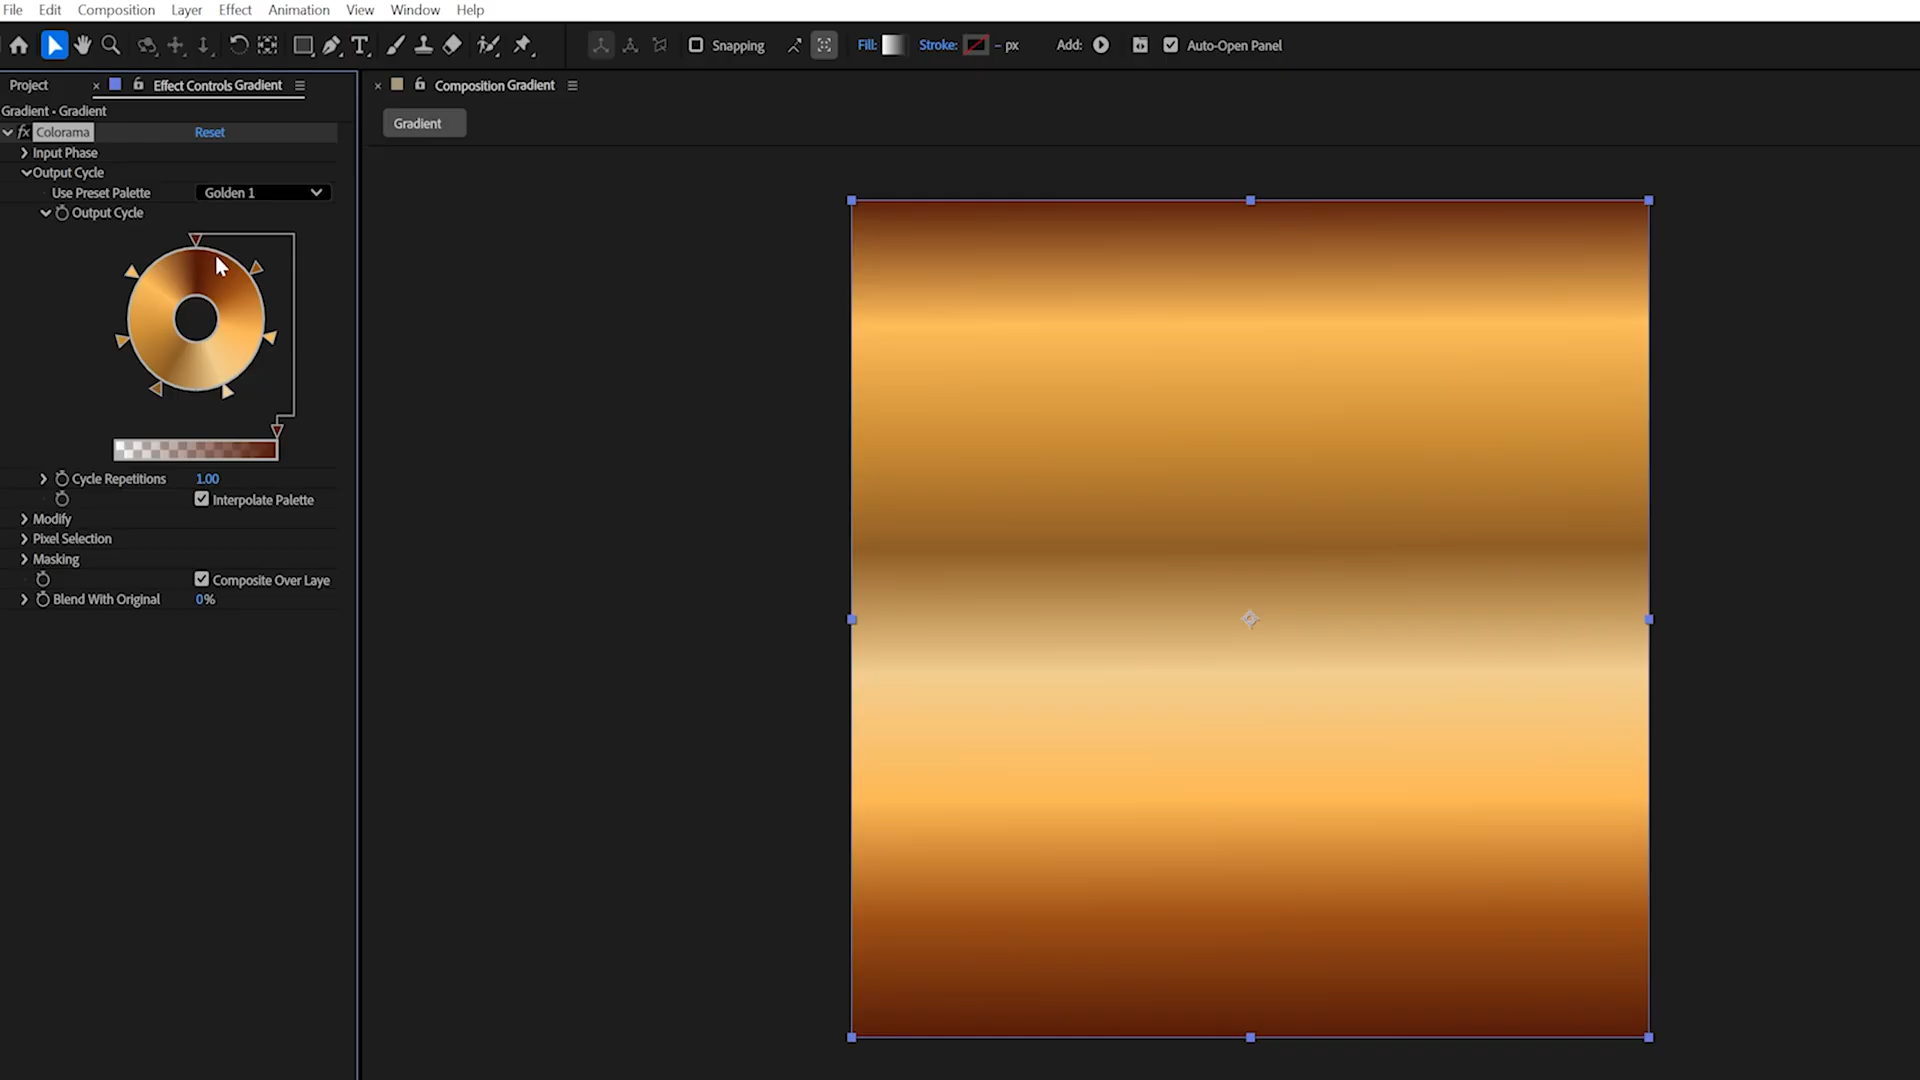 File Edit Composition Layer Effect Animation View Window Help
Snapping Fill: Stroke: – px Add: Auto-Open Panel
Project × Effect Controls Gradient
× Composition Gradient
Gradient • Gradient
Gradient
fx Colorama Reset
Input Phase
Output Cycle
Use Preset Palette Golden 1
Output Cycle
Cycle Repetitions 1.00
Interpolate Palette
Modify
Pixel Selection
Masking
Composite Over Laye
Blend With Original 0%